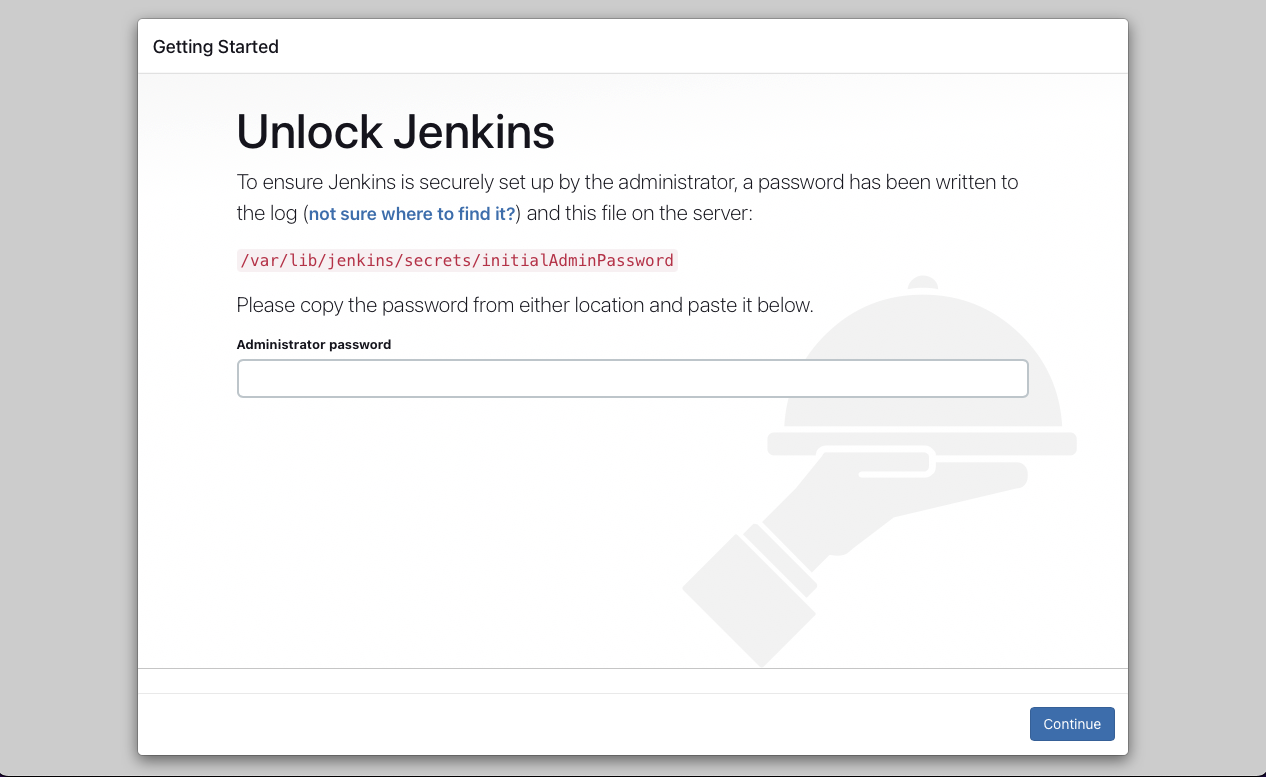 Getting Started
Unlock Jenkins
To ensure Jenkins is securely set up by the administrator, a password has been written to
the log (not sure where to find it?) and this file on the server:
/var/lib/jenkins/secrets/initialAdminPassword
Please copy the password from either location and paste it below.
Administrator password
Continue